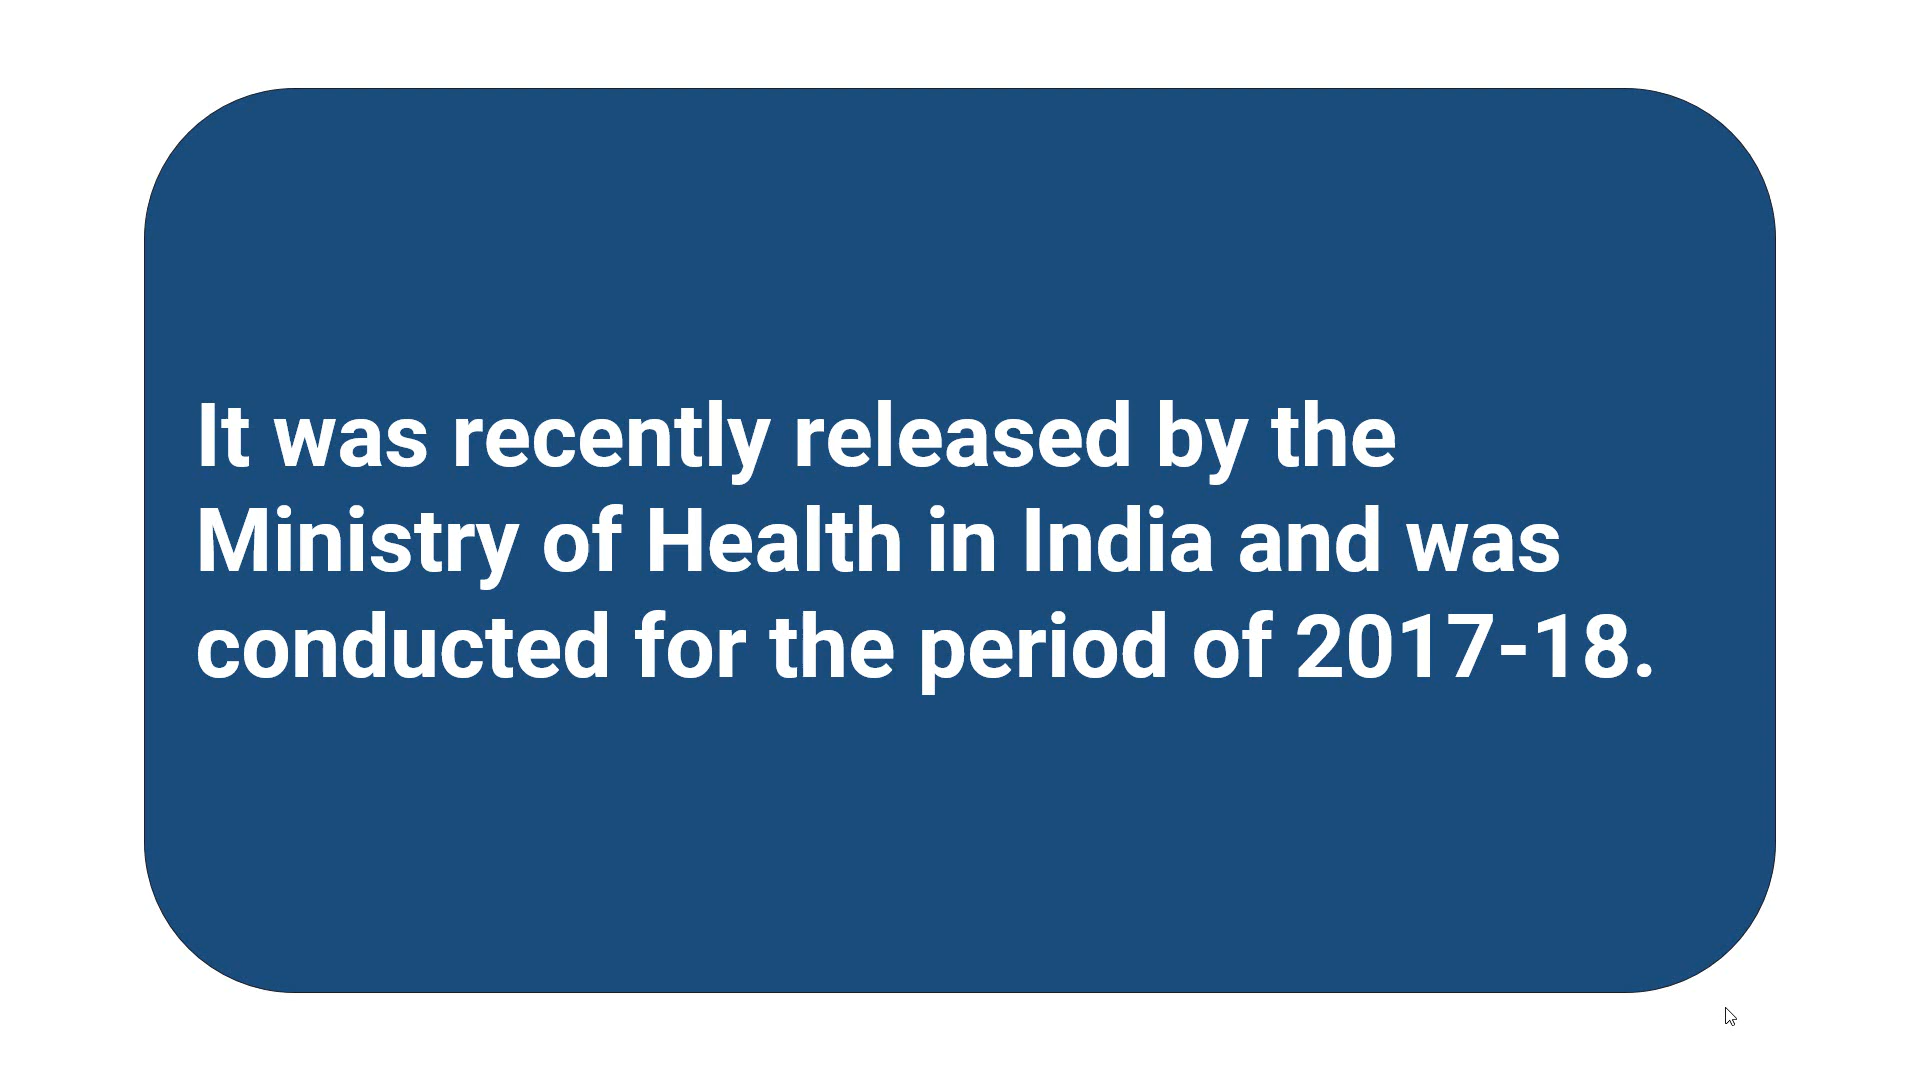 It was recently released by the
Ministry of Health in India and was
conducted for the period of 2017-18.